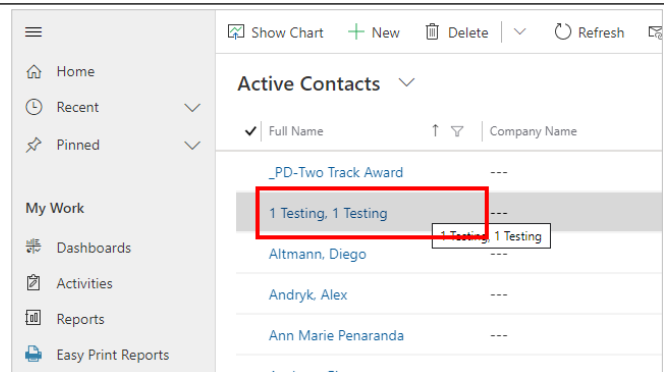 Show Chart
New
Delete
Refresh
Home
Recent
Pinned
My Work
Dashboards
Activities
Reports
Easy Print Reports
Active Contacts
Full Name
Company Name
_PD-Two Track Award
---
1 Testing, 1 Testing
---
1 Testing, 1 Testing
Altmann, Diego
---
Andryk, Alex
---
Ann Marie Penaranda
---